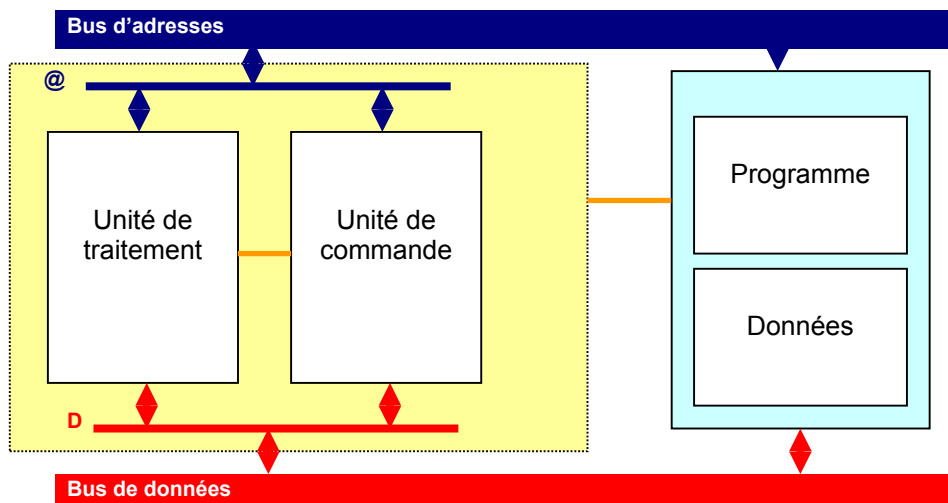 Bus d'adresses
@
Unité de
traitement
Unité de
commande
Programme
Données
D
Bus de données